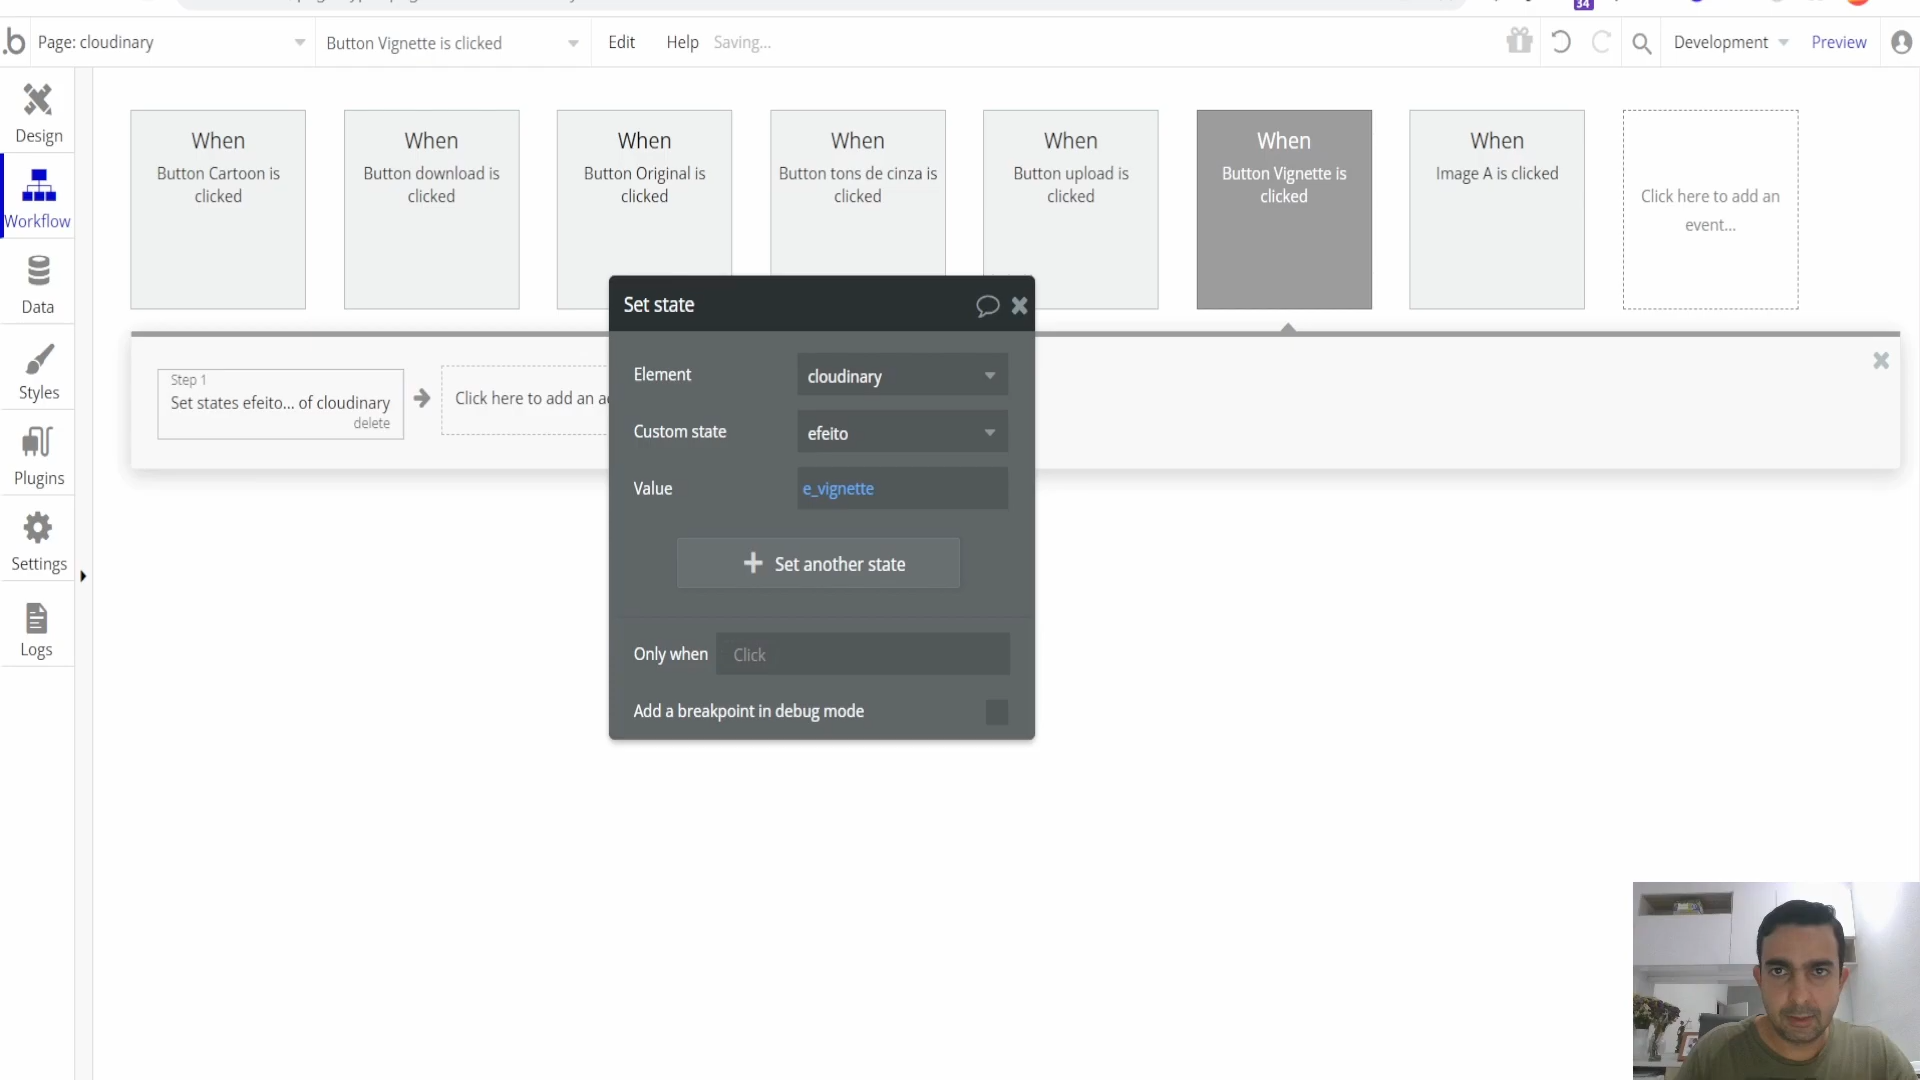 34
.b
Page: cloudinary
Button Vignette is clicked
Edit
Help
Saving...
Development
Preview
Design
Workflow
Data
Styles
Plugins
Settings
Logs
When
Button Cartoon is
clicked
When
Button download is
clicked
When
Button Original is
clicked
When
Button tons de cinza is
clicked
When
Button upload is
clicked
When
Button Vignette is
clicked
When
Image A is clicked
Click here to add an
event...
Step 1
Set states efeito... of cloudinary
delete
Click here to add an a
Set state
Element
cloudinary
Custom state
efeito
Value
e_vignette
Set another state
Only when
Click
Add a breakpoint in debug mode